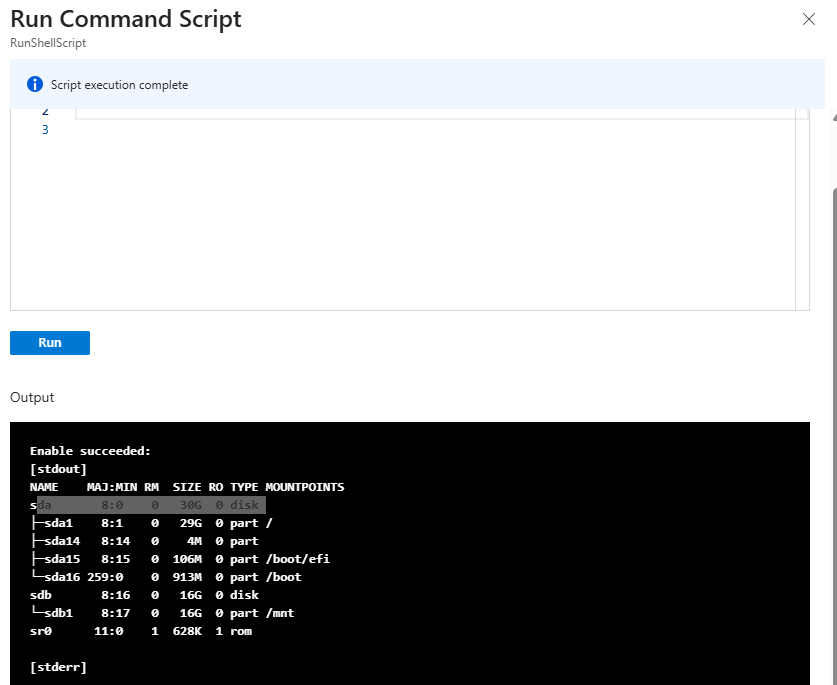 Run Command Script
RunShellScript
Script execution complete
2
3
Run
Output
Enable succeeded:
[stdout]
NAME    MAJ:MIN RM  SIZE RO TYPE MOUNTPOINTS
sda       8:0    0   30G  0 disk
├─sda1    8:1    0   29G  0 part /
├─sda14   8:14   0    4M  0 part
├─sda15   8:15   0  106M  0 part /boot/efi
└─sda16 259:0    0  913M  0 part /boot
sdb       8:16   0   16G  0 disk
└─sdb1    8:17   0   16G  0 part /mnt
sr0      11:0    1  628K  1 rom
[stderr]